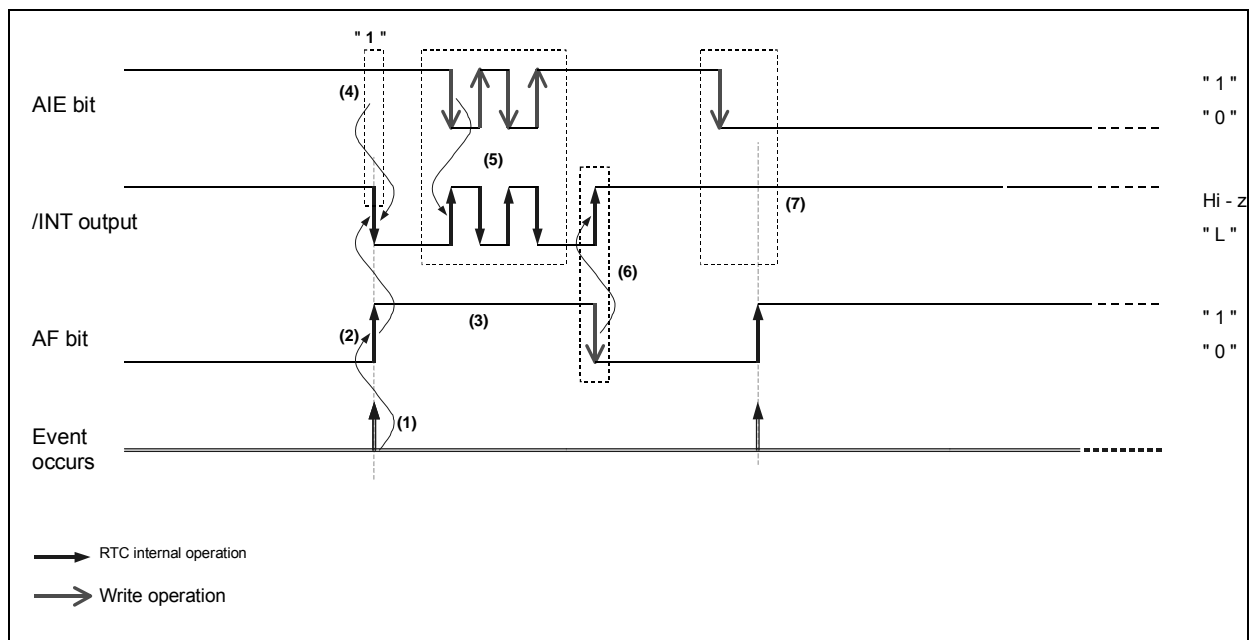 " 1 "
AIE bit
(4)
(5)
" 1 "
" 0 "
/INT output
(7)
Hi - z
" L "
(6)
AF bit
(2)
(3)
" 1 "
" 0 "
(1)
Event
occurs
RTC internal operation
Write operation